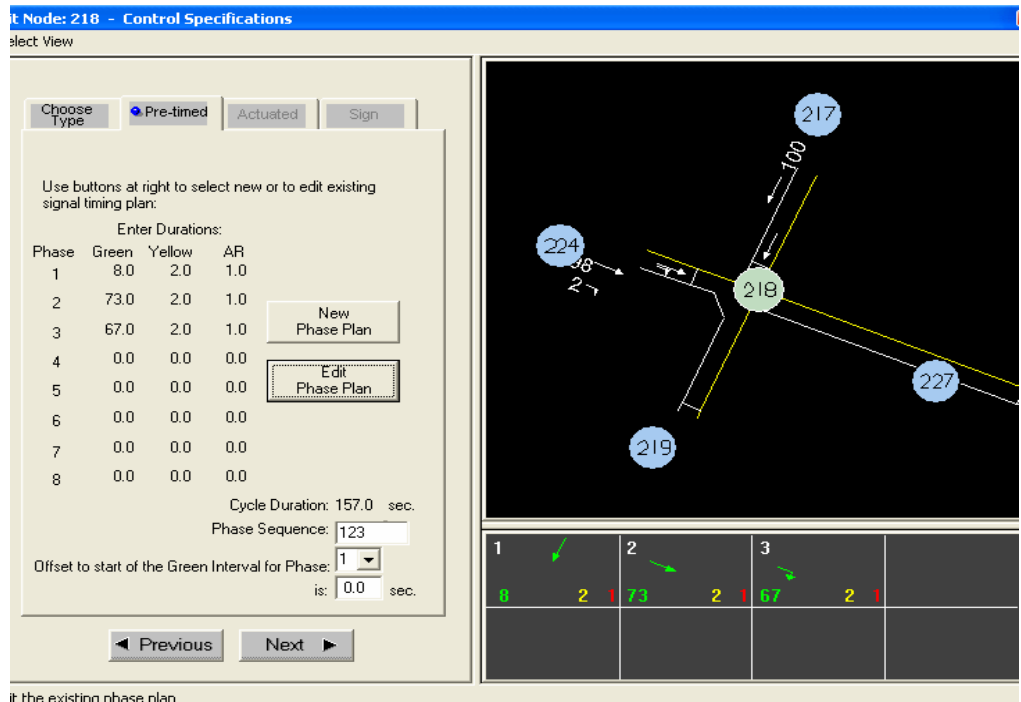 it Node: 218 - Control Specifications
elect View
Choose Type
Pre-timed
Actuated
Sign
Use buttons at right to select new or to edit existing
signal timing plan:
Enter Durations:
Phase Green Yellow AR
1 8.0 2.0 1.0
2 73.0 2.0 1.0
3 67.0 2.0 1.0
4 0.0 0.0 0.0
5 0.0 0.0 0.0
6 0.0 0.0 0.0
7 0.0 0.0 0.0
8 0.0 0.0 0.0
New
Phase Plan
Edit
Phase Plan
Cycle Duration: 157.0 sec.
Phase Sequence: 123
Offset to start of the Green Interval for Phase: 1
is: 0.0 sec.
Previous Next
it the existing phase plan
217
100
224
98
2
218
227
219
1 2 3
8 2 1 73 2 1 67 2 1